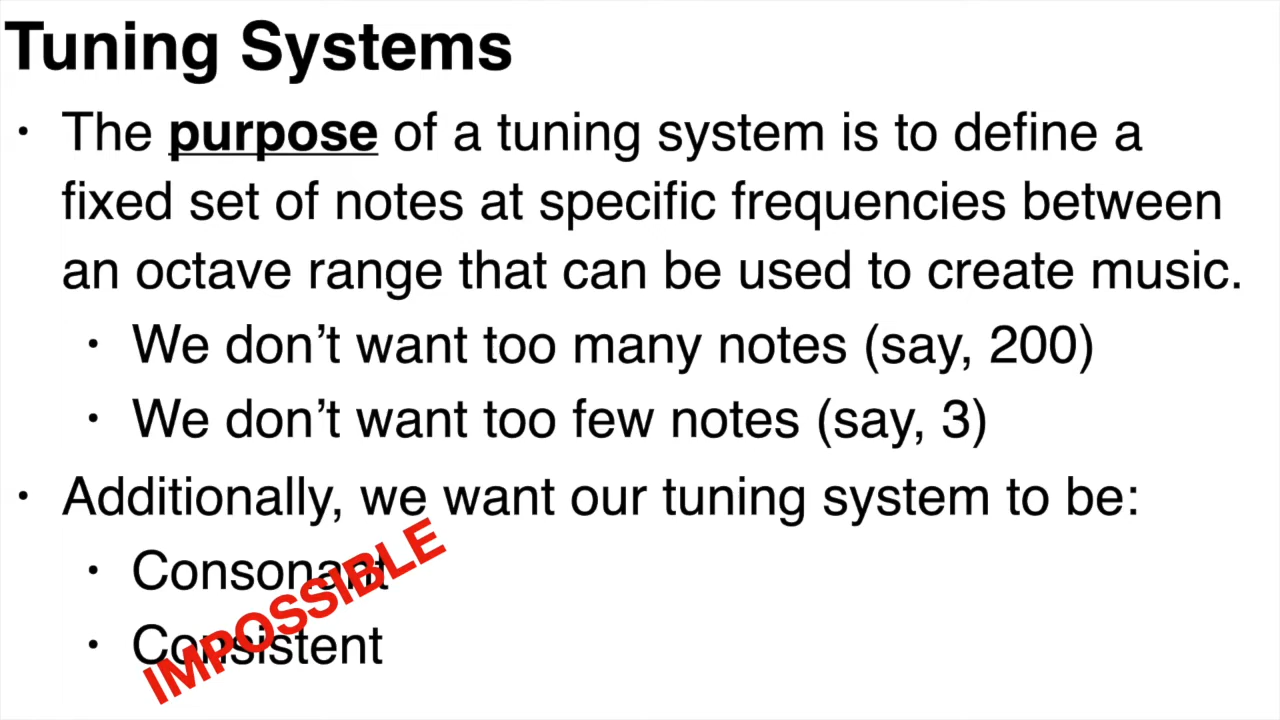 Tuning Systems
• The purpose of a tuning system is to define a
fixed set of notes at specific frequencies between
an octave range that can be used to create music.
• We don’t want too many notes (say, 200)
• We don’t want too few notes (say, 3)
• Additionally, we want our tuning system to be:
• Consonant
• Consistent
IMPOSSIBLE